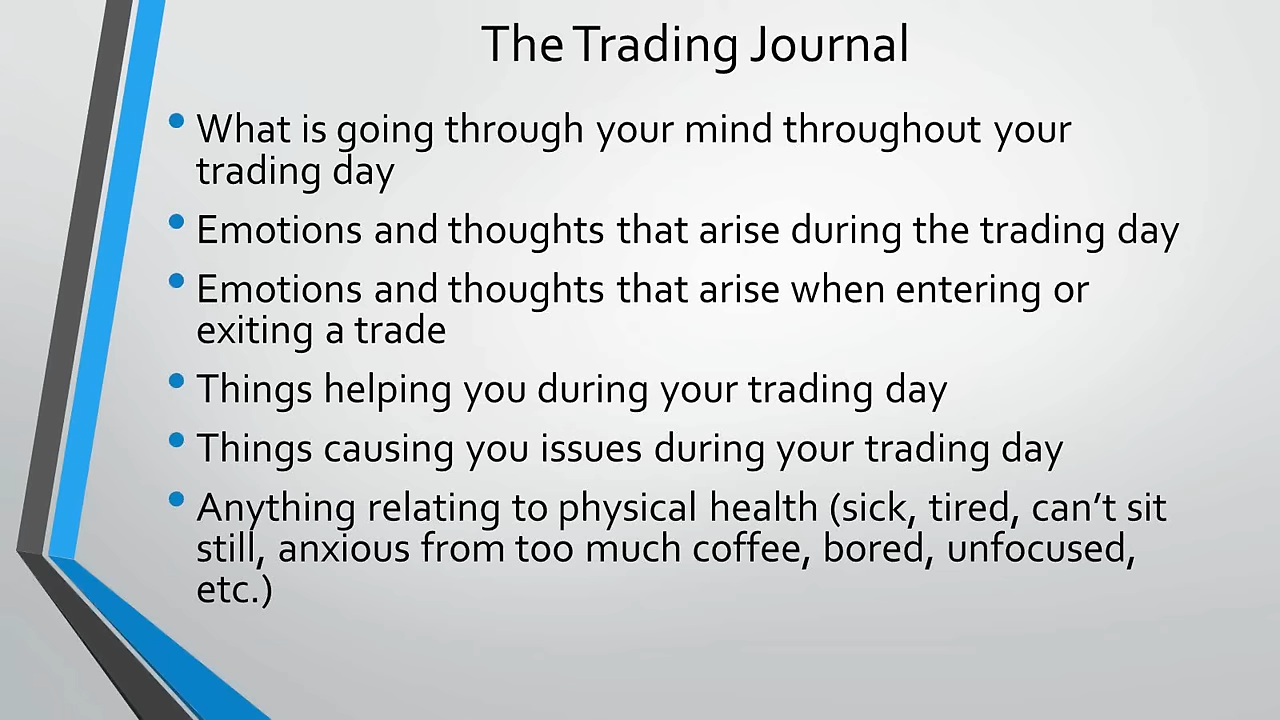 The Trading Journal
• What is going through your mind throughout your
trading day
• Emotions and thoughts that arise during the trading day
• Emotions and thoughts that arise when entering or
exiting a trade
• Things helping you during your trading day
• Things causing you issues during your trading day
• Anything relating to physical health (sick, tired, can’t sit
still, anxious from too much coffee, bored, unfocused,
etc.)